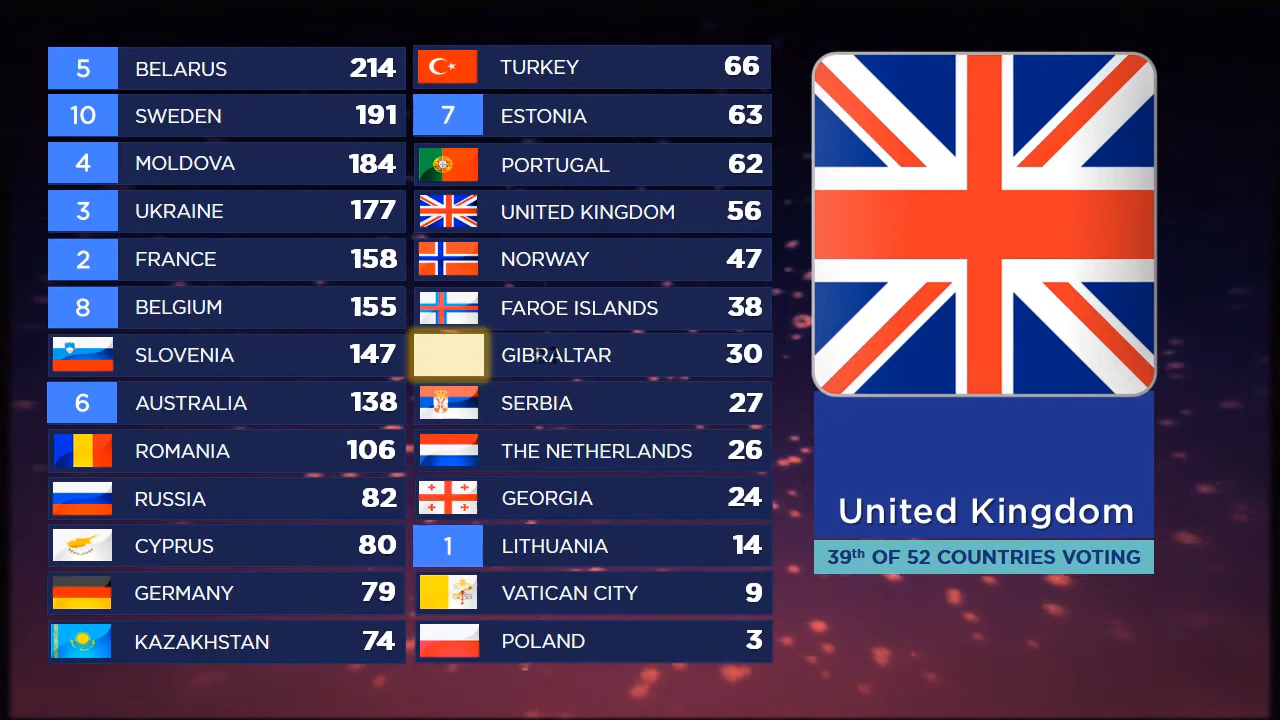 5 BELARUS 214
10 SWEDEN 191
4 MOLDOVA 184
3 UKRAINE 177
2 FRANCE 158
8 BELGIUM 155
SLOVENIA 147
6 AUSTRALIA 138
ROMANIA 106
RUSSIA 82
CYPRUS 80
GERMANY 79
KAZAKHSTAN 74
TURKEY 66
7 ESTONIA 63
PORTUGAL 62
UNITED KINGDOM 56
NORWAY 47
FAROE ISLANDS 38
GIBRALTAR 30
SERBIA 27
THE NETHERLANDS 26
GEORGIA 24
1 LITHUANIA 14
VATICAN CITY 9
POLAND 3
United Kingdom
39th OF 52 COUNTRIES VOTING